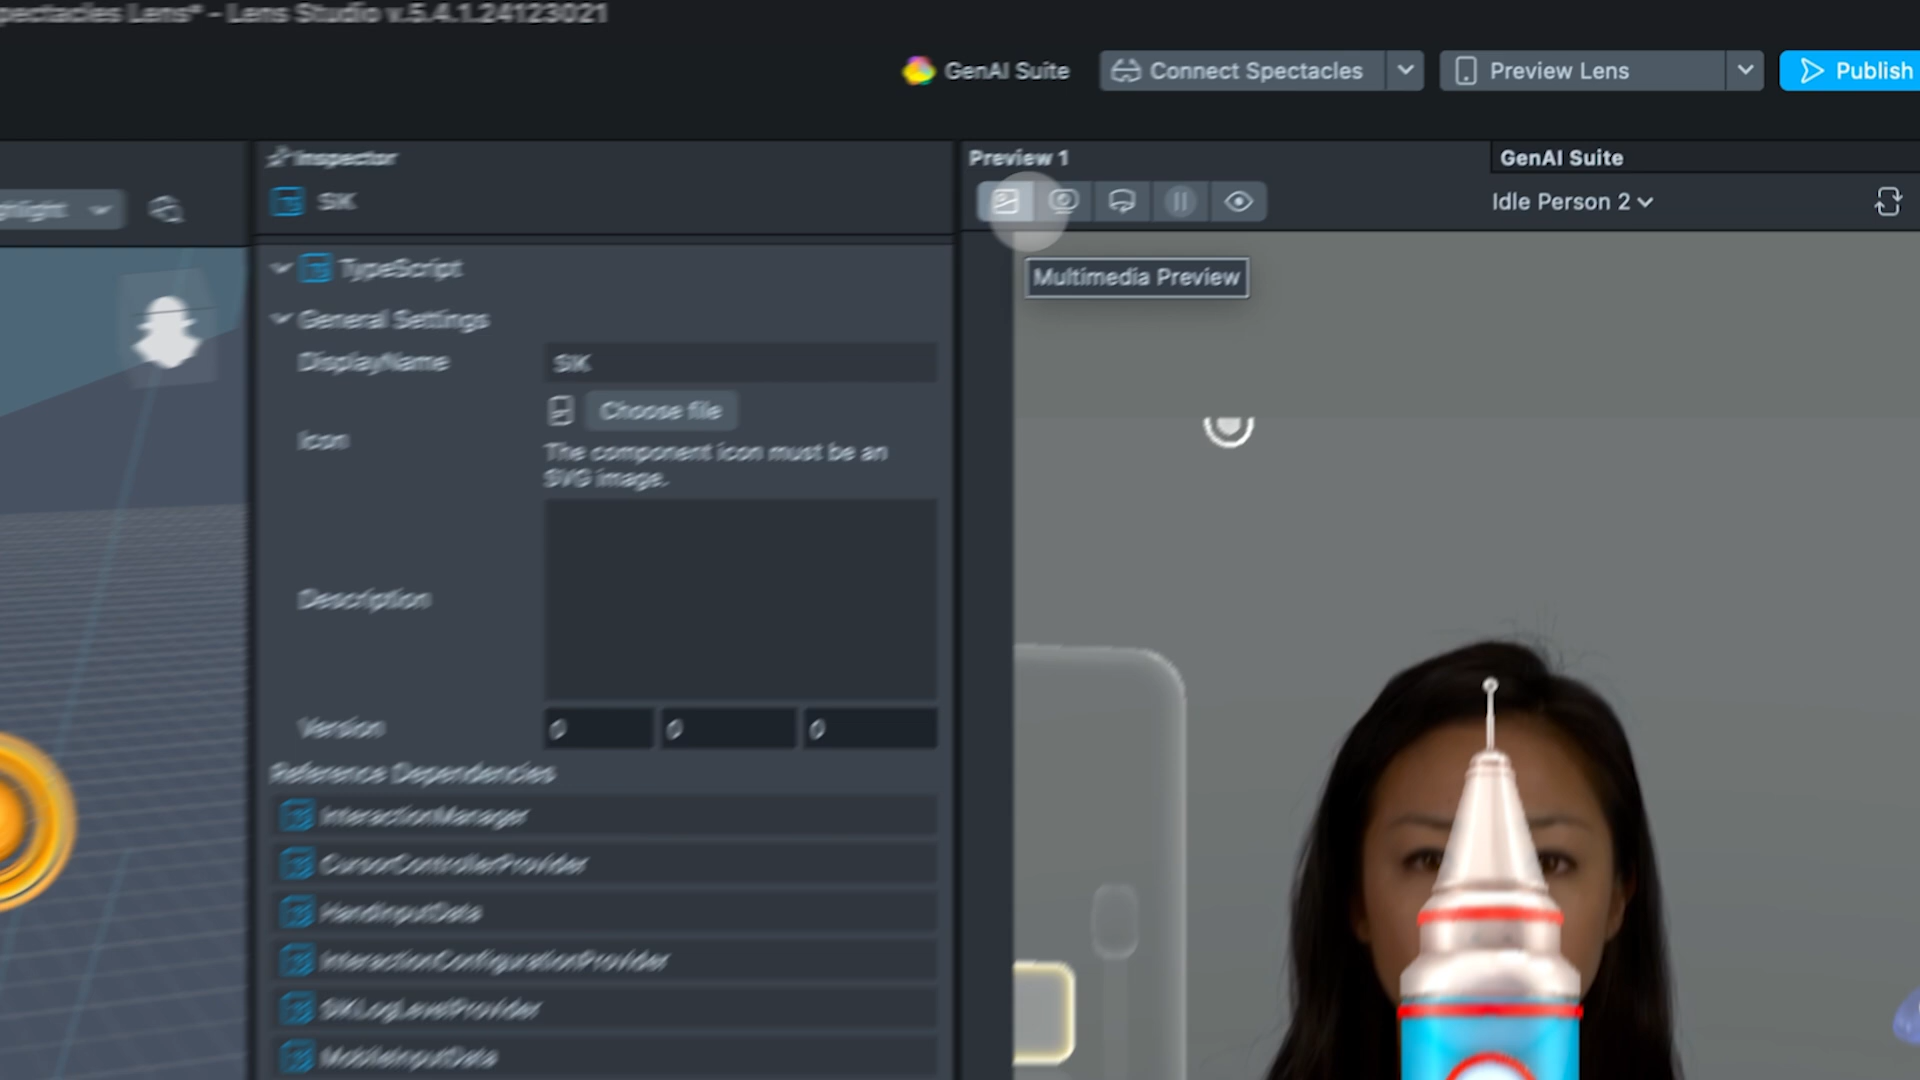 pectacles Lens* - Lens Studio v.5.4.1.24123021
GenAI Suite
Connect Spectacles
Preview Lens
Publish
ghlight
Inspector
SIK
TypeScript
General Settings
DisplayName
SIK
Icon
Choose file
The component icon must be an
SVG image.
Description
Version
0
0
0
Reference Dependencies
InteractionManager
CursorControllerProvider
HandInputData
InteractionConfigurationProvider
SIKLogLevelProvider
MobileInputData
Preview 1
Multimedia Preview
GenAI Suite
Idle Person 2